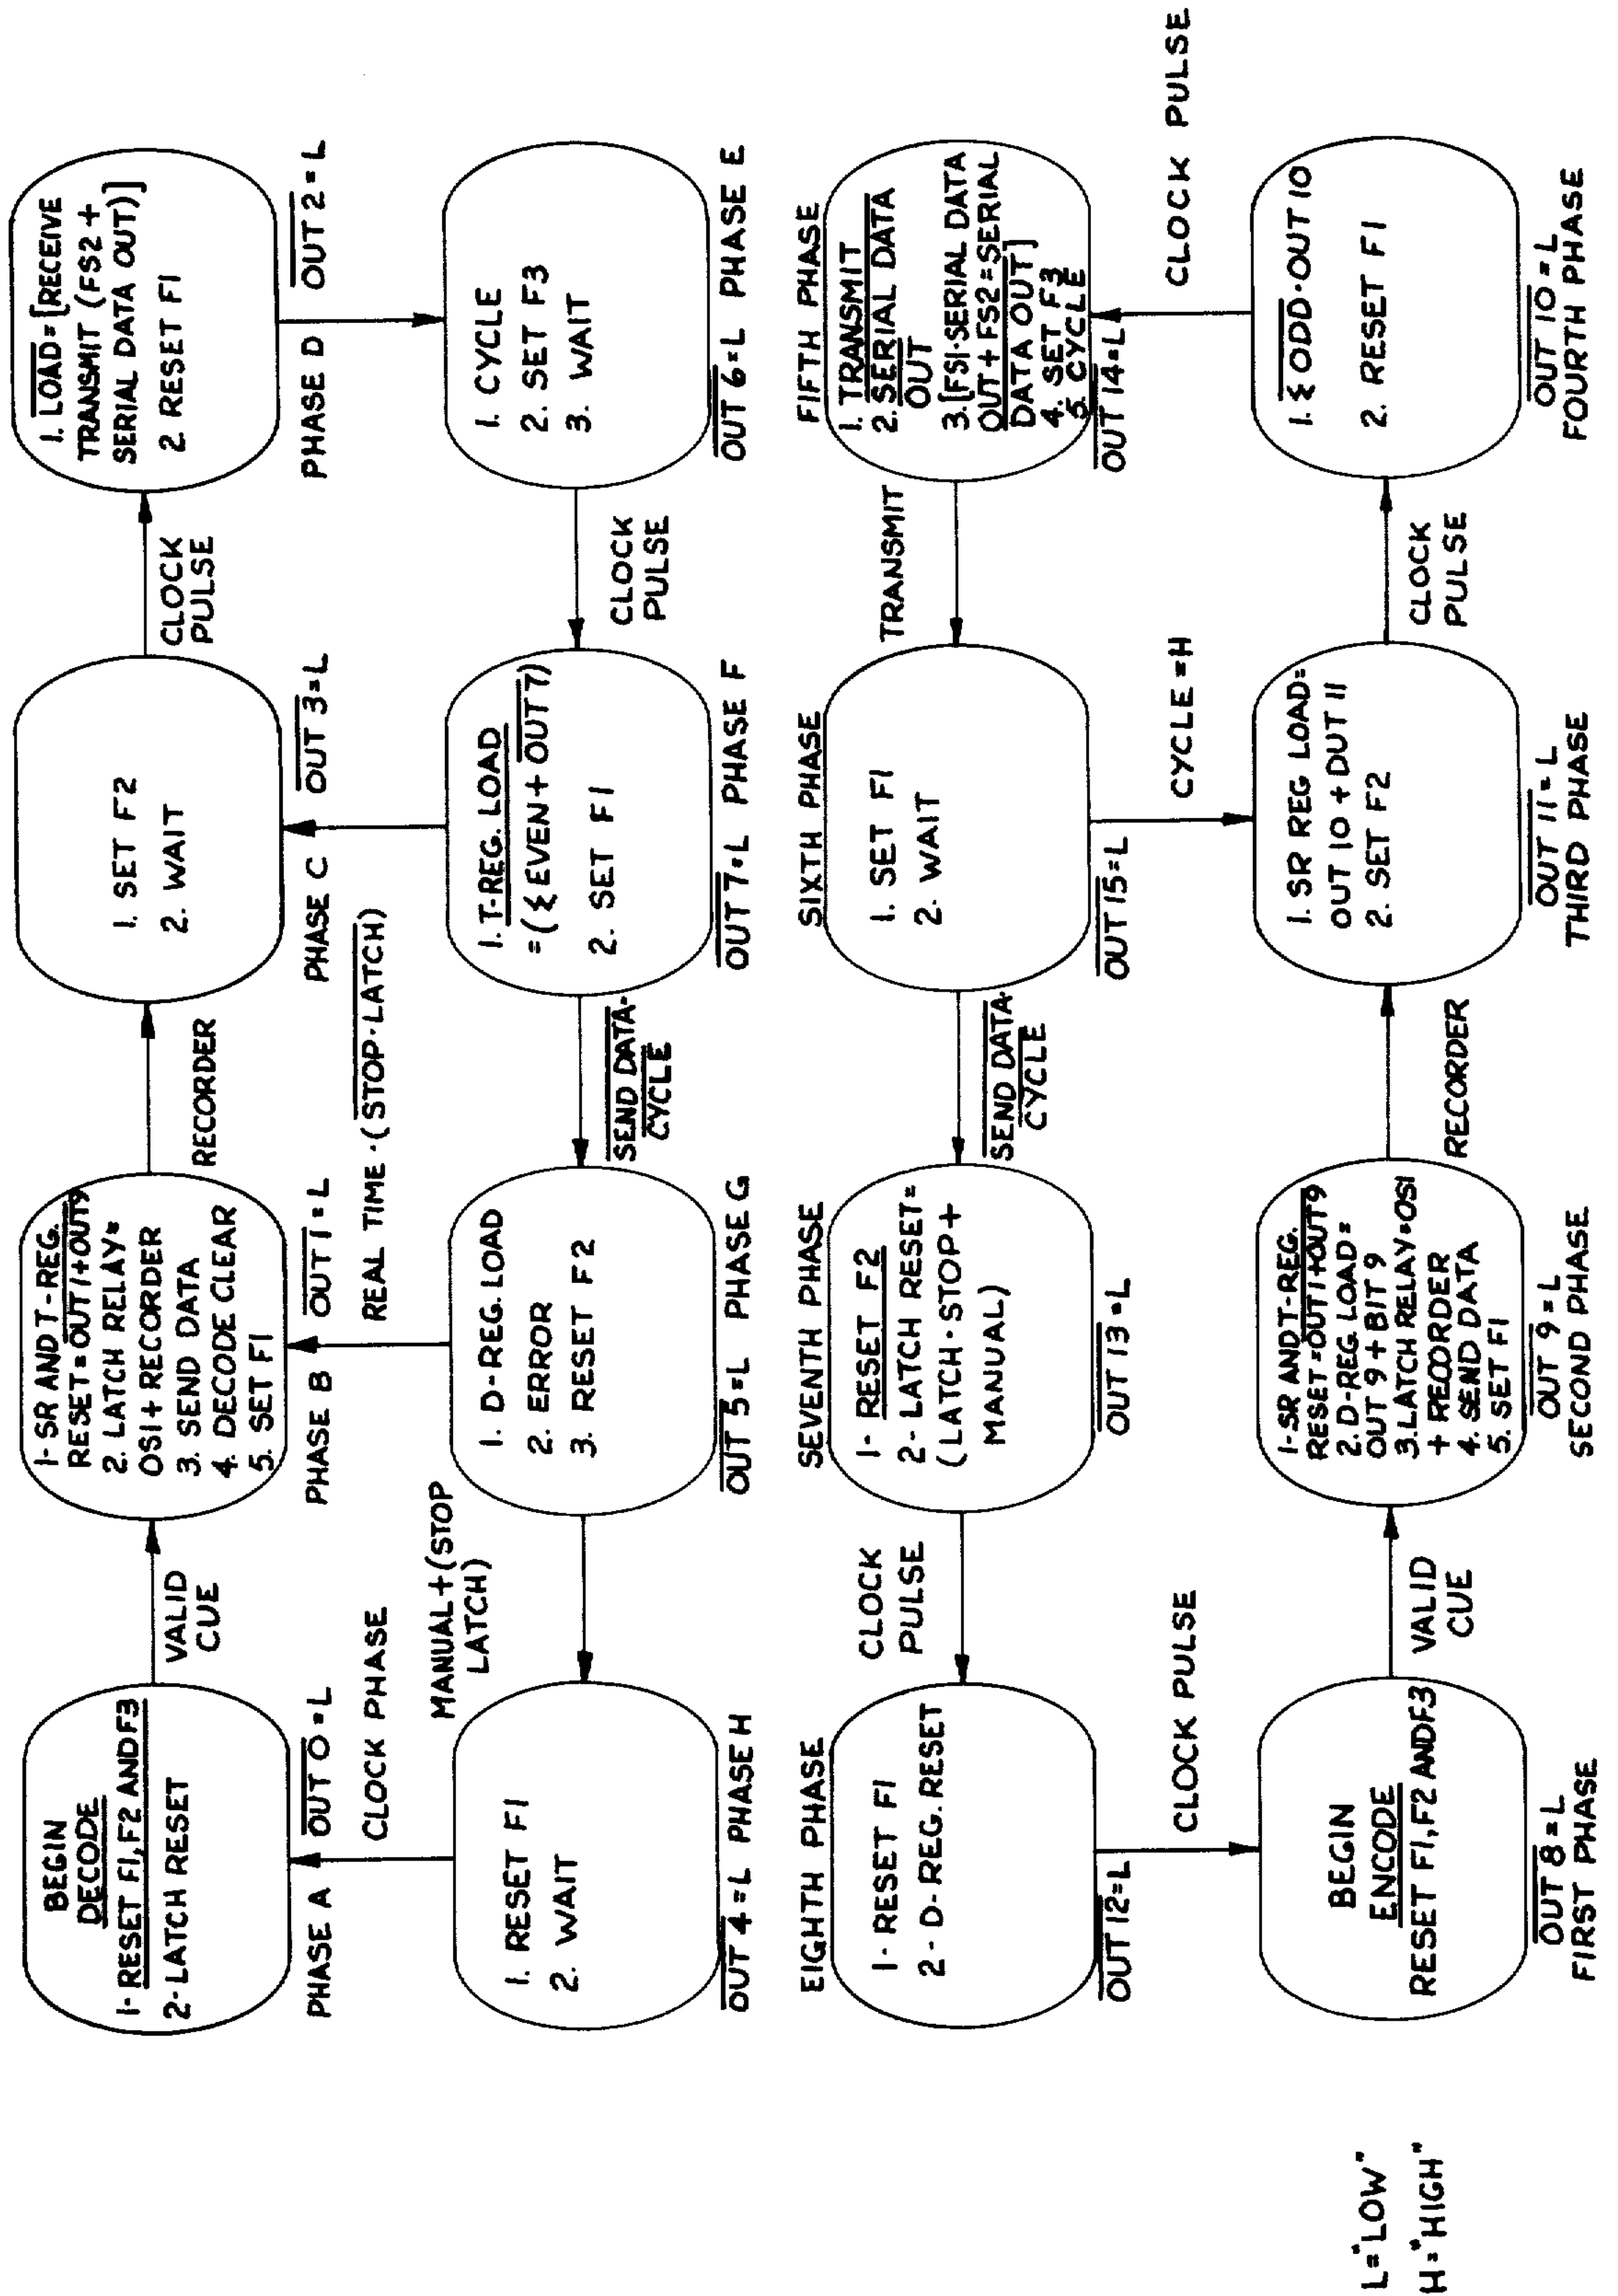 BEGIN
DECODE
1- RESET F1, F2 AND F3
2- LATCH RESET
PHASE A OUT 0 = L
VALID
CUE
1- SR AND T-REG.
RESET = OUT 1 + OUT 9
2. LATCH RELAY =
OS1 + RECORDER
3. SEND DATA
4. DECODE CLEAR
5. SET F1
PHASE B OUT 1 = L
RECORDER
1. SET F2
2. WAIT
PHASE C OUT 3 = L
CLOCK
PULSE
1. LOAD = [RECEIVE
TRANSMIT (FS2 +
SERIAL DATA OUT)]
2. RESET F1
PHASE D OUT 2 = L
CLOCK PHASE
REAL TIME · (STOP · LATCH)
1. RESET F1
2. WAIT
OUT 4 = L PHASE H
MANUAL + (STOP
LATCH)
1. D-REG. LOAD
2. ERROR
3. RESET F2
OUT 5 = L PHASE G
SEND DATA ·
CYCLE
1. T-REG. LOAD
= (Σ EVEN + OUT 7)
2. SET F1
OUT 7 = L PHASE F
CLOCK
PULSE
1. CYCLE
2. SET F3
3. WAIT
OUT 6 = L PHASE E
EIGHTH PHASE
1- RESET F1
2- D-REG. RESET
OUT 12 = L
CLOCK
PULSE
SEVENTH PHASE
1- RESET F2
2- LATCH RESET =
(LATCH · STOP +
MANUAL)
OUT 13 = L
SEND DATA ·
CYCLE
SIXTH PHASE
1. SET F1
2. WAIT
OUT 15 = L
TRANSMIT
FIFTH PHASE
1. TRANSMIT
2. SERIAL DATA
OUT
3. [FS1 · SERIAL DATA
OUT + FS2 = SERIAL
DATA OUT]
4. SET F3
5. CYCLE
OUT 14 = L
CLOCK PULSE
CYCLE = H
CLOCK PULSE
BEGIN
ENCODE
RESET F1, F2 AND F3
OUT 8 = L
FIRST PHASE
VALID
CUE
1- SR AND T-REG.
RESET = OUT 1 + OUT 9
2. D-REG LOAD =
OUT 9 + BIT 9
3. LATCH RELAY = OS1
+ RECORDER
4. SEND DATA
5. SET F1
OUT 9 = L
SECOND PHASE
RECORDER
1. SR REG LOAD =
OUT 10 + OUT 11
2. SET F2
OUT 11 = L
THIRD PHASE
CLOCK
PULSE
1. Σ ODD · OUT 10
2. RESET F1
OUT 10 = L
FOURTH PHASE
L = "LOW"
H = "HIGH"